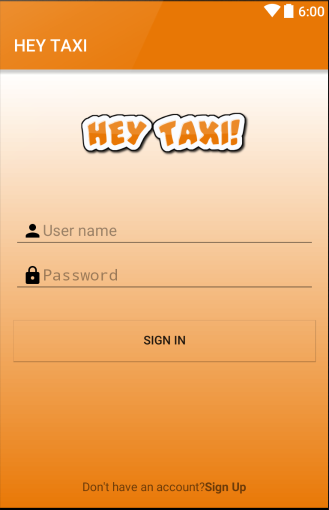 6:00
HEY TAXI
HEY TAXI!
User name
Password
SIGN IN
Don't have an account?Sign Up